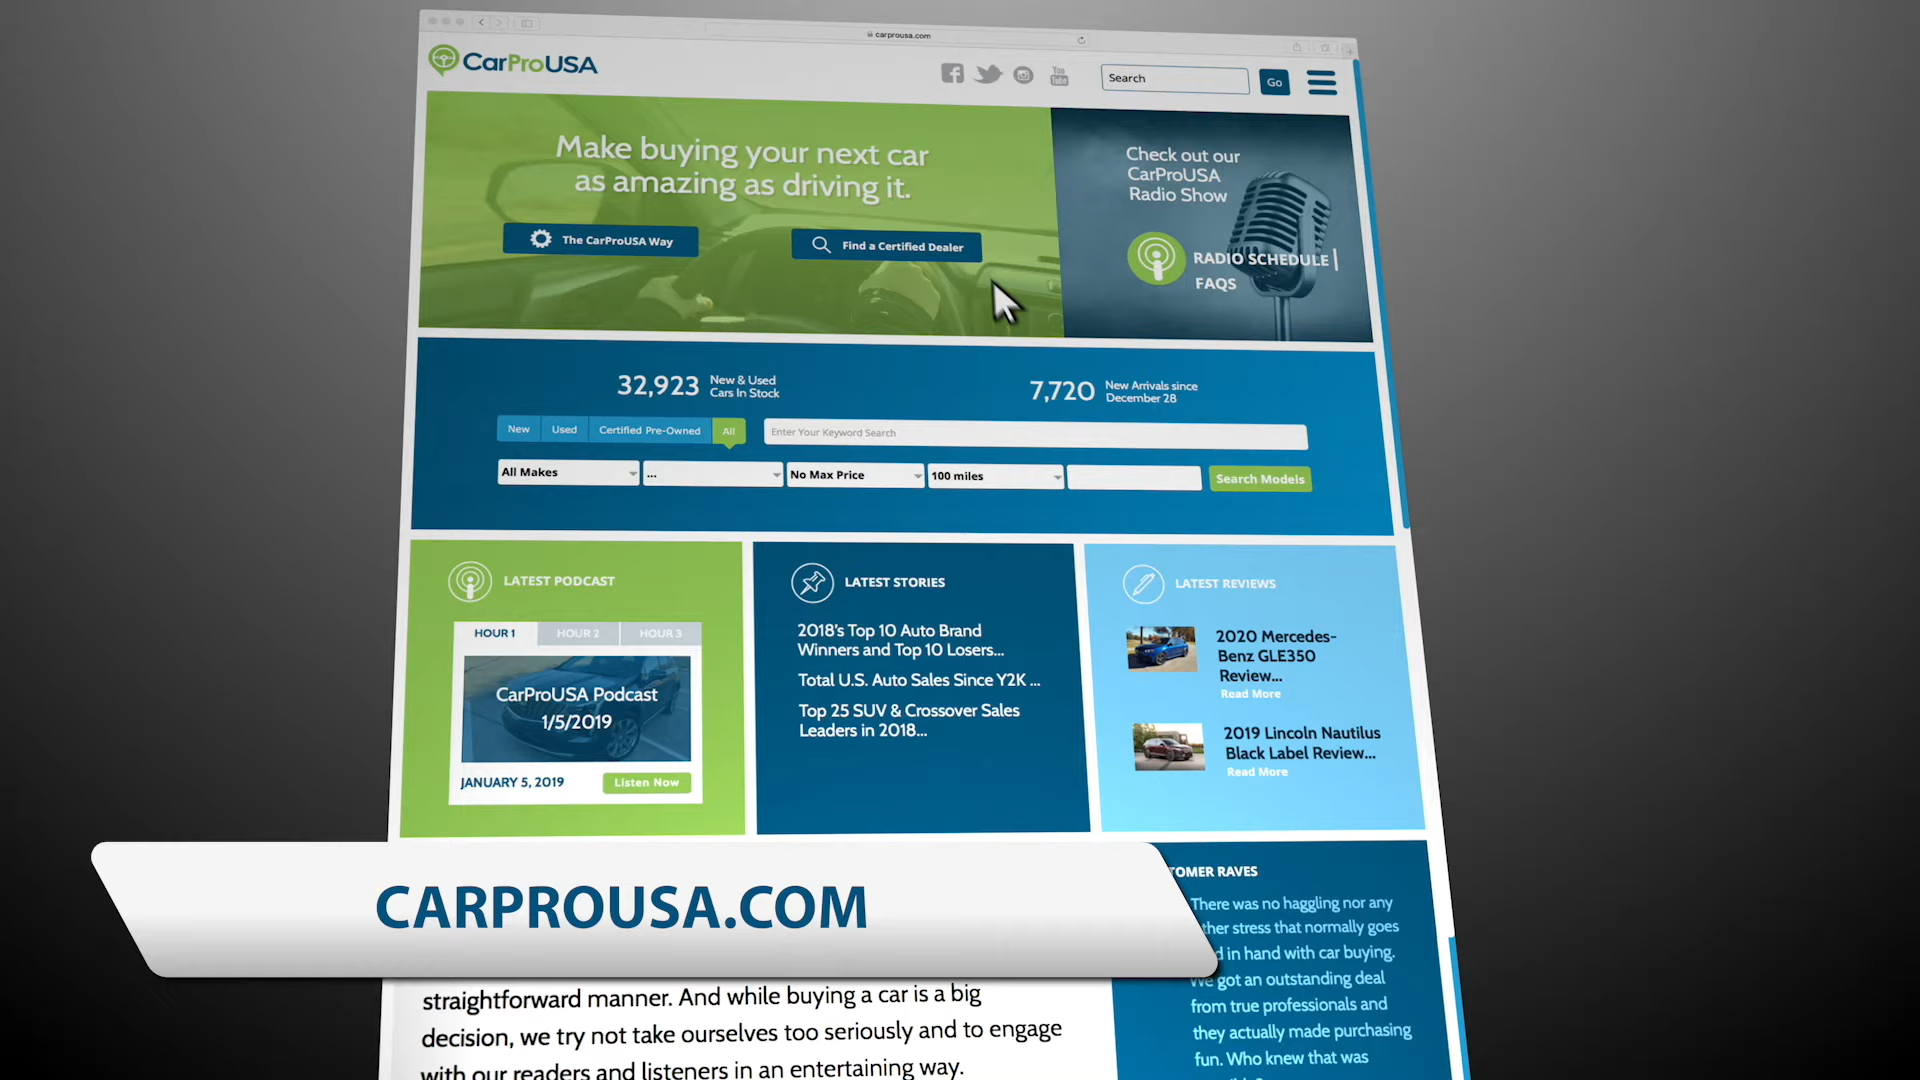 carprousa.com
CarProUSA
You
Tube
Search
Go
Make buying your next car
as amazing as driving it.
The CarProUSA Way
Find a Certified Dealer
Check out our
CarProUSA
Radio Show
RADIO SCHEDULE |
FAQS
32,923 New & Used
Cars In Stock
7,720 New Arrivals since
December 28
New Used Certified Pre-Owned All
Enter Your Keyword Search
All Makes ... No Max Price 100 miles Search Models
LATEST PODCAST
HOUR 1 HOUR 2 HOUR 3
CarProUSA Podcast
1/5/2019
JANUARY 5, 2019 Listen Now
LATEST STORIES
2018's Top 10 Auto Brand
Winners and Top 10 Losers...
Total U.S. Auto Sales Since Y2K ...
Top 25 SUV & Crossover Sales
Leaders in 2018...
LATEST REVIEWS
2020 Mercedes-
Benz GLE350
Review...
Read More
2019 Lincoln Nautilus
Black Label Review...
Read More
CARPROUSA.COM
straightforward manner. And while buying a car is a big
decision, we try not take ourselves too seriously and to engage
with our readers and listeners in an entertaining way.
TOMER RAVES
There was no haggling nor any
ther stress that normally goes
d in hand with car buying.
We got an outstanding deal
from true professionals and
they actually made purchasing
fun. Who knew that was